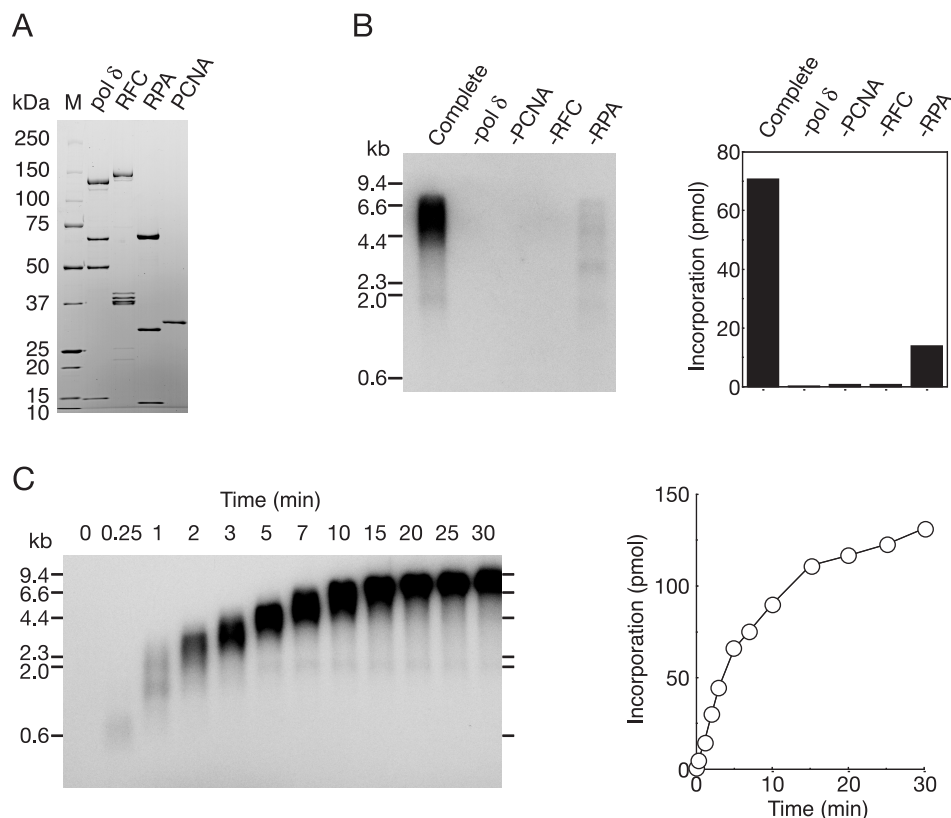 A
kDa M pol δ RFC RPA PCNA
250
150
100
75
50
37
25
20
15
10
B
Complete -pol δ -PCNA -RFC -RPA
kb
9.4
6.6
4.4
2.3
2.0
0.6
Complete -pol δ -PCNA -RFC -RPA
Incorporation (pmol)
80
60
40
20
0
C
Time (min)
0 0.25 1 2 3 5 7 10 15 20 25 30
kb
9.4
6.6
4.4
2.3
2.0
0.6
Incorporation (pmol)
150
100
50
0
0 10 20 30
Time (min)